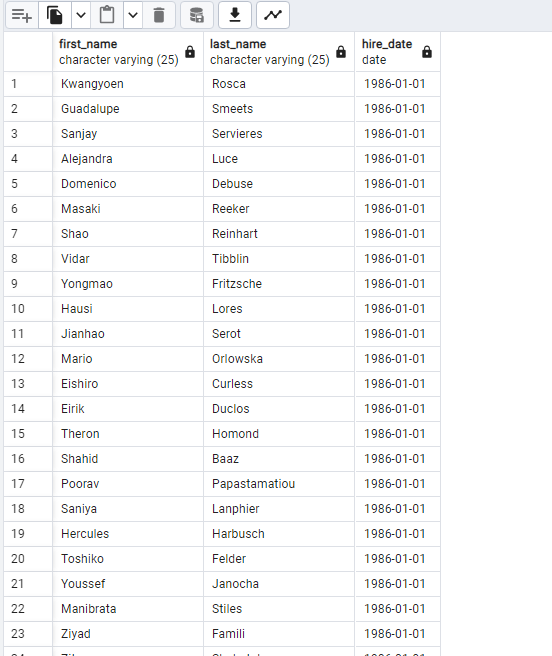 first_name last_name hire_date
character varying (25) character varying (25) date
1 Kwangyoen Rosca 1986-01-01
2 Guadalupe Smeets 1986-01-01
3 Sanjay Servieres 1986-01-01
4 Alejandra Luce 1986-01-01
5 Domenico Debuse 1986-01-01
6 Masaki Reeker 1986-01-01
7 Shao Reinhart 1986-01-01
8 Vidar Tibblin 1986-01-01
9 Yongmao Fritzsche 1986-01-01
10 Hausi Lores 1986-01-01
11 Jianhao Serot 1986-01-01
12 Mario Orlowska 1986-01-01
13 Eishiro Curless 1986-01-01
14 Eirik Duclos 1986-01-01
15 Theron Homond 1986-01-01
16 Shahid Baaz 1986-01-01
17 Poorav Papastamatiou 1986-01-01
18 Saniya Lanphier 1986-01-01
19 Hercules Harbusch 1986-01-01
20 Toshiko Felder 1986-01-01
21 Youssef Janocha 1986-01-01
22 Manibrata Stiles 1986-01-01
23 Ziyad Famili 1986-01-01